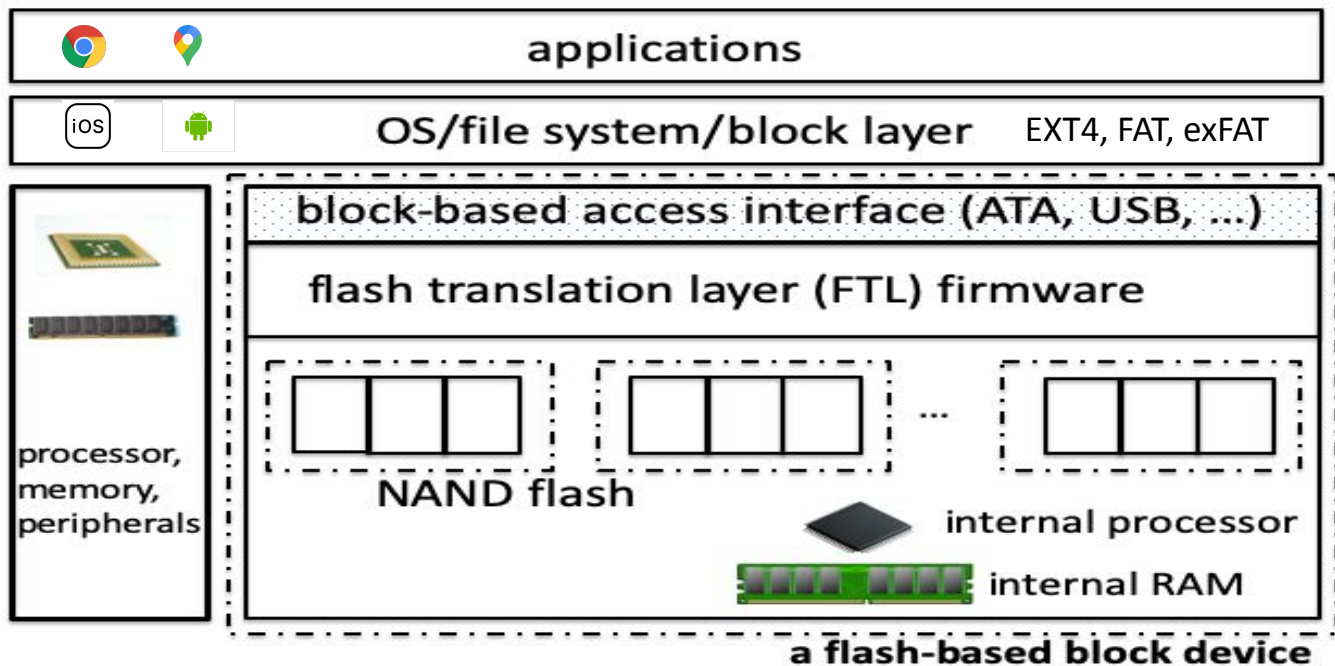 applications
iOS
OS/file system/block layer EXT4, FAT, exFAT
block-based access interface (ATA, USB, ...)
flash translation layer (FTL) firmware
processor,
memory,
peripherals
...
NAND flash
internal processor
internal RAM
a flash-based block device